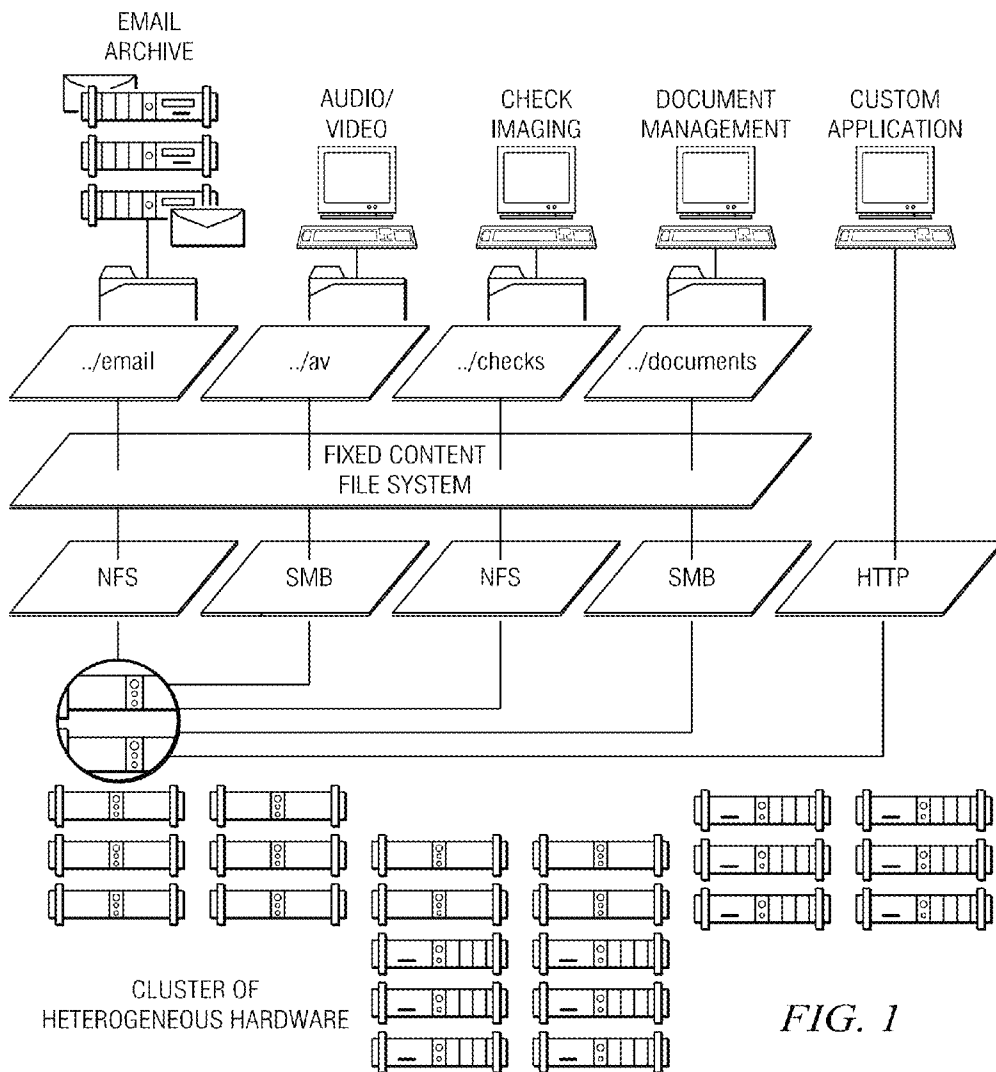 EMAIL
ARCHIVE
AUDIO/
VIDEO
CHECK
IMAGING
DOCUMENT
MANAGEMENT
CUSTOM
APPLICATION
../email
../av
../checks
../documents
FIXED CONTENT
FILE SYSTEM
NFS
SMB
NFS
SMB
HTTP
CLUSTER OF
HETEROGENEOUS HARDWARE
FIG. 1